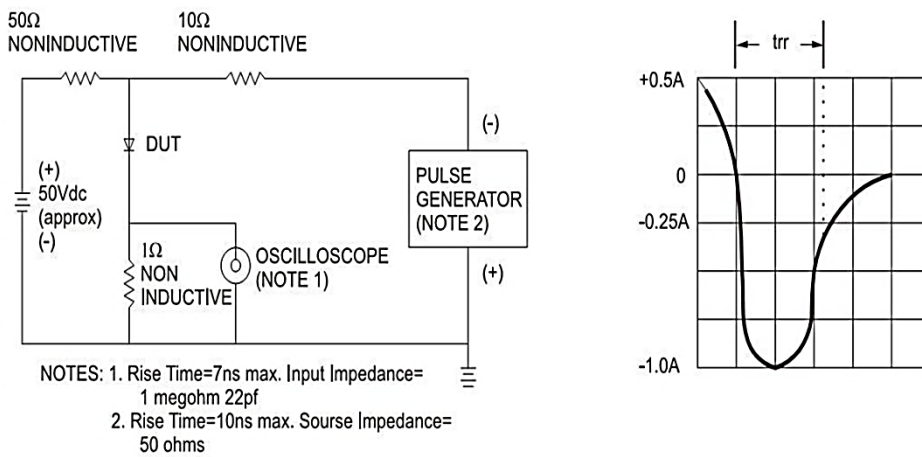 50Ω
NONINDUCTIVE
10Ω
NONINDUCTIVE
DUT
(+)
50Vdc
(approx)
(-)
1Ω
NON
INDUCTIVE
OSCILLOSCOPE
(NOTE 1)
(-)
PULSE
GENERATOR
(NOTE 2)
(+)
NOTES: 1. Rise Time=7ns max. Input Impedance=
1 megohm 22pf
2. Rise Time=10ns max. Sourse Impedance=
50 ohms
trr
+0.5A
0
-0.25A
-1.0A